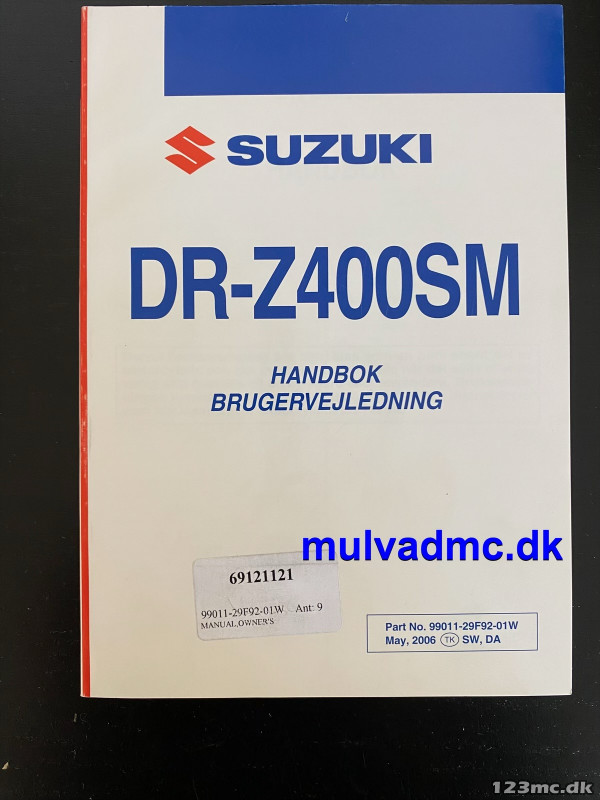 SUZUKI
DR-Z400SM
HANDBOK
BRUGERVEJLEDNING
mulvadmc.dk
69121121
99011-29F92-01W Ant: 9
MANUAL,OWNER'S
Part No. 99011-29F92-01W
May, 2006 TK SW, DA
123mc.dk